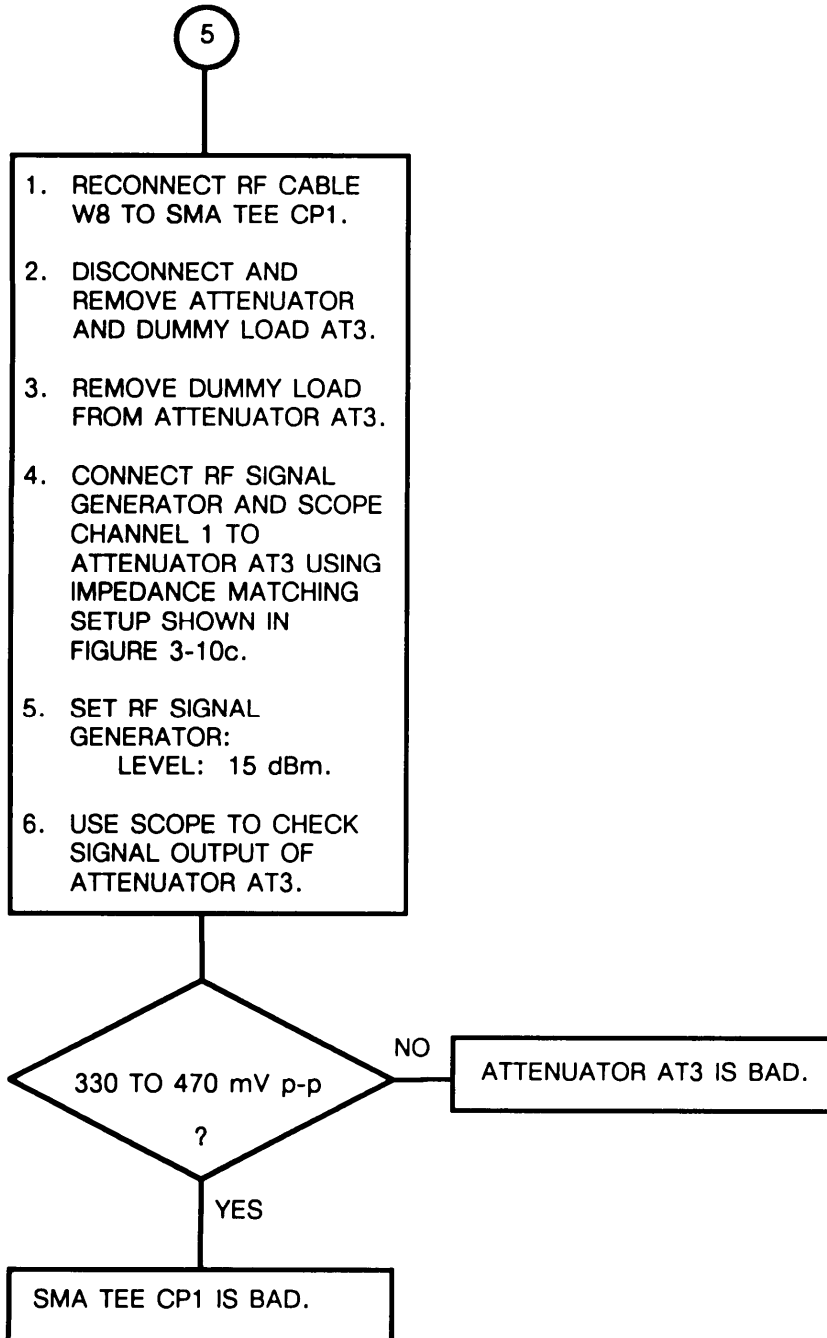 5
1. RECONNECT RF CABLE
W8 TO SMA TEE CP1.
2. DISCONNECT AND
REMOVE ATTENUATOR
AND DUMMY LOAD AT3.
3. REMOVE DUMMY LOAD
FROM ATTENUATOR AT3.
4. CONNECT RF SIGNAL
GENERATOR AND SCOPE
CHANNEL 1 TO
ATTENUATOR AT3 USING
IMPEDANCE MATCHING
SETUP SHOWN IN
FIGURE 3-10c.
5. SET RF SIGNAL
GENERATOR:
LEVEL: 15 dBm.
6. USE SCOPE TO CHECK
SIGNAL OUTPUT OF
ATTENUATOR AT3.
330 TO 470 mV p-p
?
NO
ATTENUATOR AT3 IS BAD.
YES
SMA TEE CP1 IS BAD.